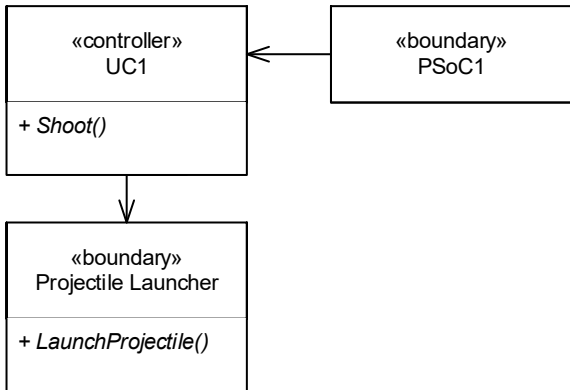 «controller»
UC1
+ Shoot()
«boundary»
PSoC1
«boundary»
Projectile Launcher
+ LaunchProjectile()